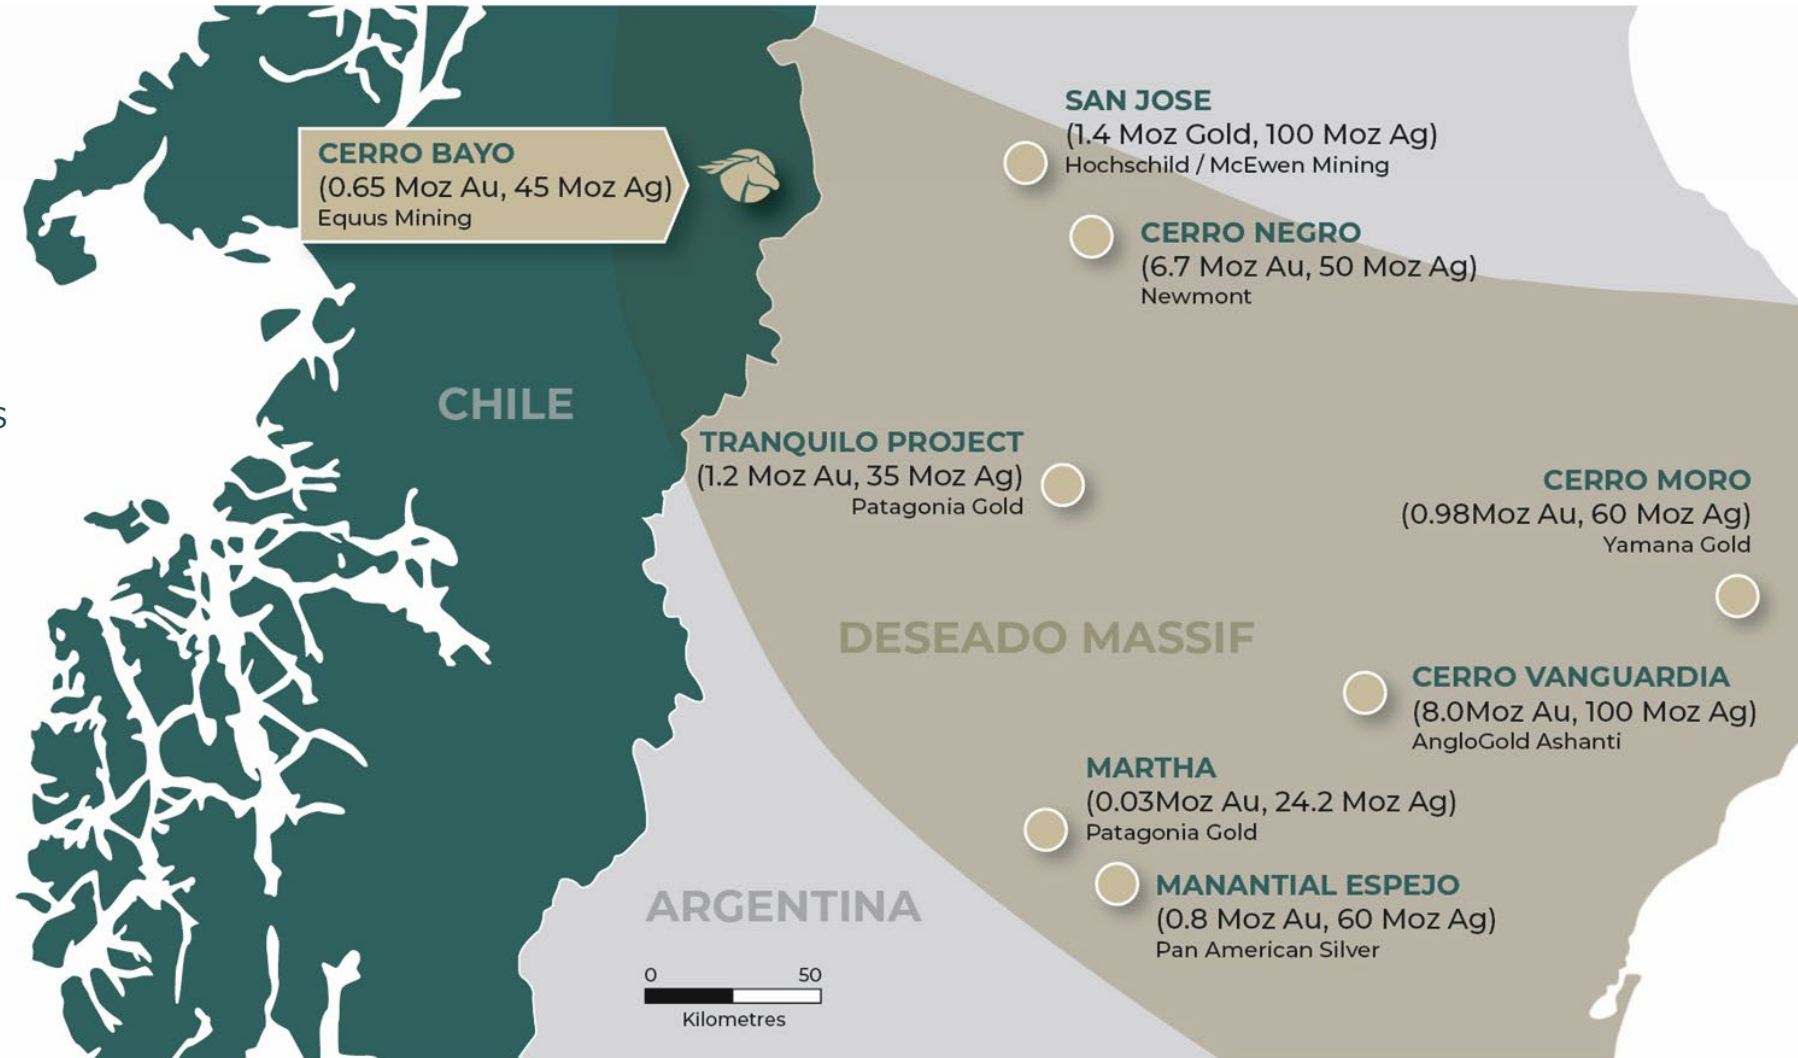 SAN JOSE
(1.4 Moz Gold, 100 Moz Ag)
Hochschild / McEwen Mining
CERRO BAYO
(0.65 Moz Au, 45 Moz Ag)
Equus Mining
CERRO NEGRO
(6.7 Moz Au, 50 Moz Ag)
Newmont
CHILE
S
TRANQUILO PROJECT
(1.2 Moz Au, 35 Moz Ag)
Patagonia Gold
CERRO MORO
(0.98Moz Au, 60 Moz Ag)
Yamana Gold
DESEADO MASSIF
CERRO VANGUARDIA
(8.0Moz Au, 100 Moz Ag)
AngloGold Ashanti
MARTHA
(0.03Moz Au, 24.2 Moz Ag)
Patagonia Gold
MANANTIAL ESPEJO
(0.8 Moz Au, 60 Moz Ag)
Pan American Silver
ARGENTINA
0 50
Kilometres